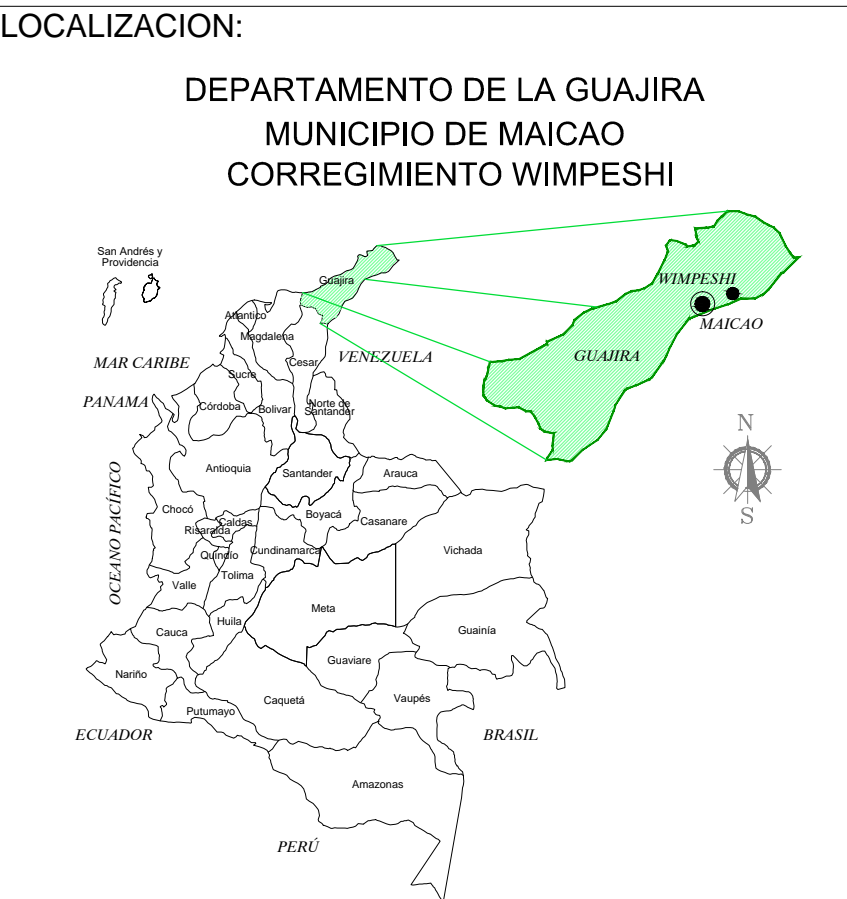 LOCALIZACION:
DEPARTAMENTO DE LA GUAJIRA
MUNICIPIO DE MAICAO
CORREGIMIENTO WIMPESHI
San Andrés y
Providencia
Guajira
WIMPESHI
MAICAO
GUAJIRA
Atlantico
Magdalena
MAR CARIBE
Cesar
VENEZUELA
Sucre
PANAMA
Córdoba
Bolivar
Norte de
Santander
N
S
OCEANO PACÍFICO
Antioquia
Santander
Arauca
Chocó
Boyacá
Casanare
Caldas
Risaralda
Cundinamarca
Vichada
Quindío
Tolima
Valle
Meta
Huila
Cauca
Guainía
Guaviare
Nariño
Caquetá
Vaupés
Putumayo
ECUADOR
BRASIL
Amazonas
PERÚ